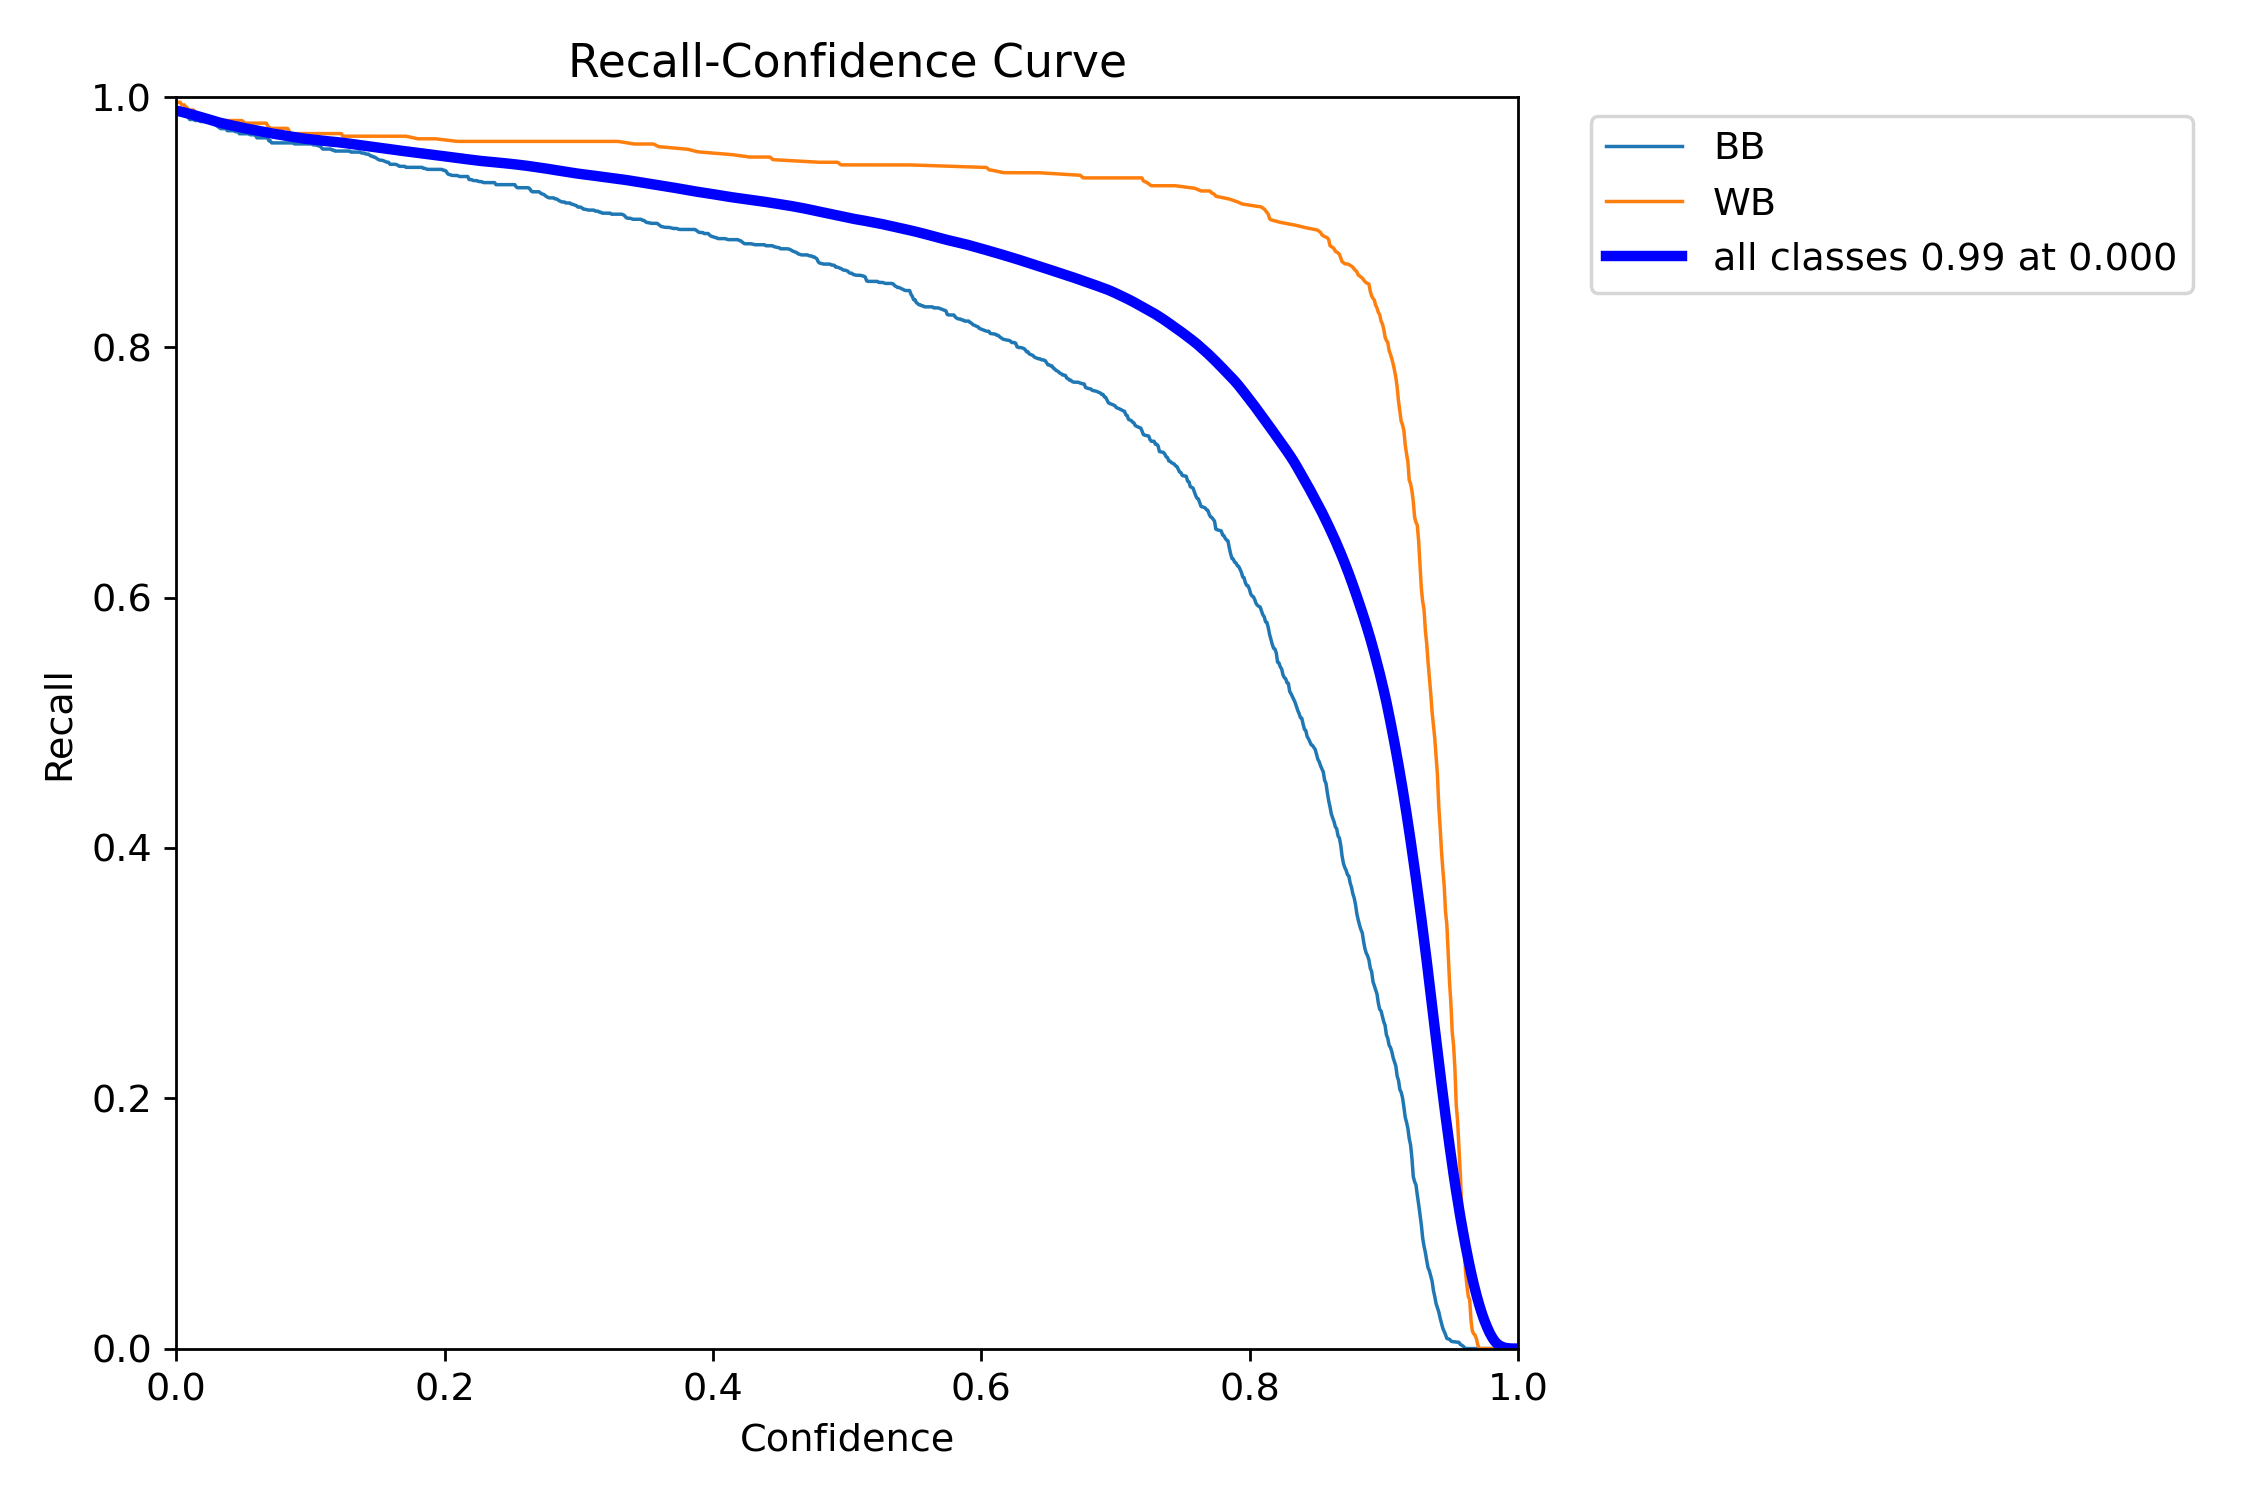 Recall-Confidence Curve
1.0
0.8
0.6
0.4
0.2
0.0
Recall
0.0 0.2 0.4 0.6 0.8 1.0
Confidence
BB
WB
all classes 0.99 at 0.000